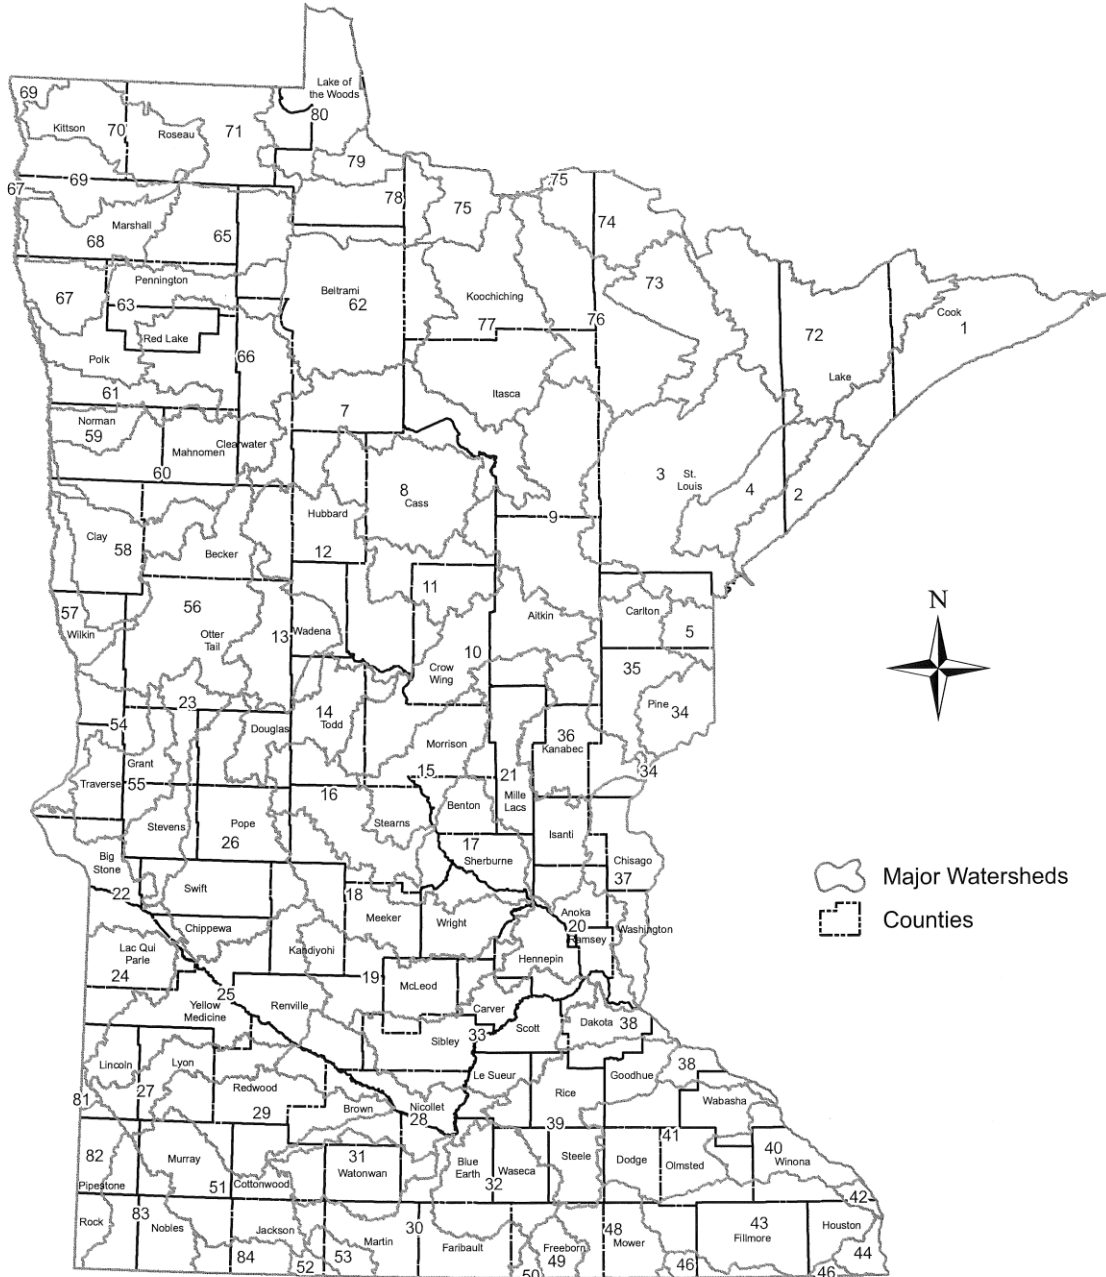 Lake of
the Woods
69
80
Kittson
70
Roseau
71
79
69
67
75
78
75
74
Marshall
68
65
73
Pennington
67
63
Beltrami
62
Koochiching
77
76
Cook
1
72
Red Lake
66
Polk
61
Lake
Itasca
7
Norman
59
Mahnomen
Clearwater
60
8
Cass
3
St.
Louis
4
2
Hubbard
9
Clay
58
Becker
12
11
57
56
Wilkin
Otter
Tail
13
Wadena
Aitkin
Carlton
5
N
10
Crow
Wing
35
Pine
34
23
14
Todd
54
Douglas
36
Kanabec
Morrison
Grant
34
Traverse
55
15
21
16
Mille
Lacs
Benton
Stevens
Pope
26
Stearns
Isanti
17
Sherburne
Big
Stone
Chisago
37
22
Swift
18
Major Watersheds
Meeker
Wright
Anoka
20
Ramsey
Washington
Counties
Chippewa
Lac Qui
Parle
24
Kandiyohi
Hennepin
19
McLeod
25
Yellow
Medicine
Renville
Carver
Scott
Dakota
38
33
Sibley
Lincoln
Lyon
27
Redwood
29
Le Sueur
Rice
Goodhue
38
81
Brown
Nicollet
28
Wabasha
39
41
82
Murray
31
Watonwan
Blue
Earth
32
Waseca
Steele
Dodge
Olmsted
40
Winona
Pipestone
51
Cottonwood
42
Rock
83
Nobles
Jackson
84
52
53
Martin
30
Faribault
50
Freeborn
49
48
Mower
46
43
Fillmore
Houston
44
46